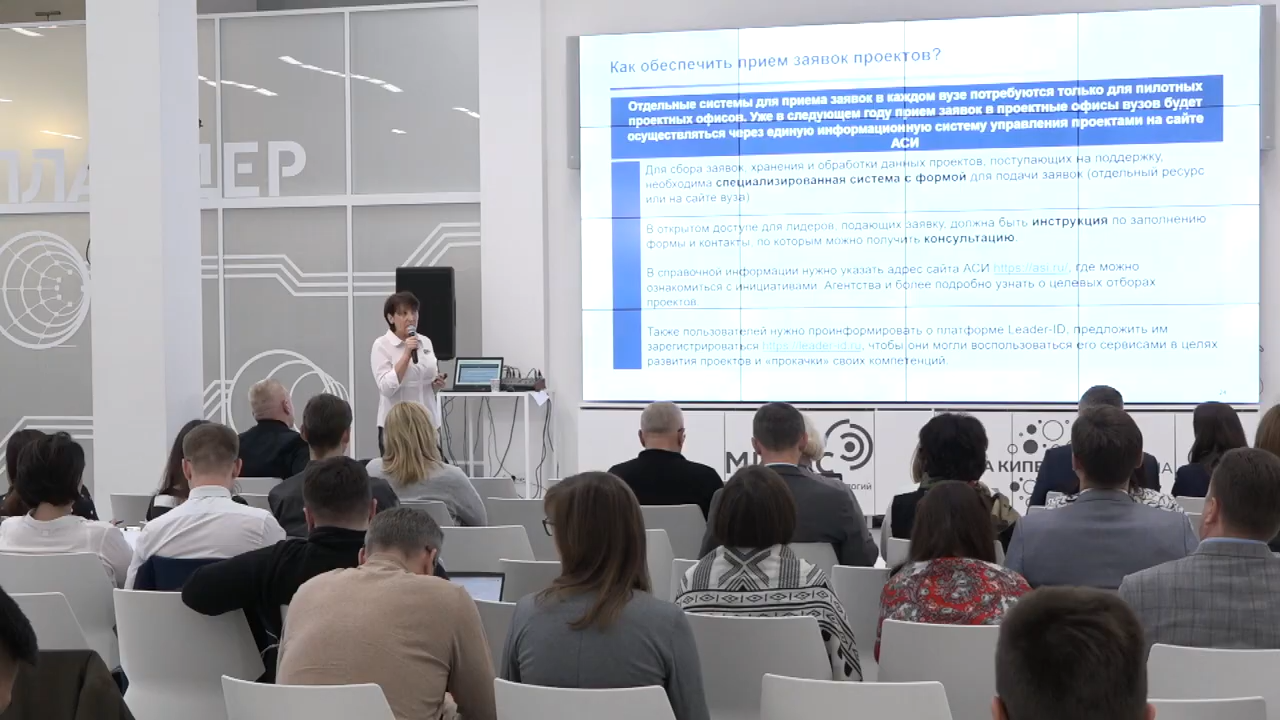 Как обеспечить прием заявок проектов?
Отдельные системы для приема заявок в каждом вузе потребуются только для пилотных
проектных офисов. Уже в следующем году прием заявок в проектные офисы вузов будет
осуществляться через единую информационную систему управления проектами на сайте
АСИ
Для сбора заявок, хранения и обработки данных проектов, поступающих на поддержку,
необходима специализированная система с формой для подачи заявок (отдельный ресурс
или на сайте вуза)
В открытом доступе для лидеров, подающих заявку, должна быть инструкция по заполнению
формы и контакты, по которым можно получить консультацию.
В справочной информации нужно указать адрес сайта АСИ https://asi.ru/, где можно
ознакомиться с инициативами Агентства и более подробно узнать о целевых отборах
проектов.
Также пользователей нужно проинформировать о платформе Leader-ID, предложить им
зарегистрироваться https://leader-id.ru, чтобы они могли воспользоваться его сервисами в целях
развития проектов и «прокачки» своих компетенций.